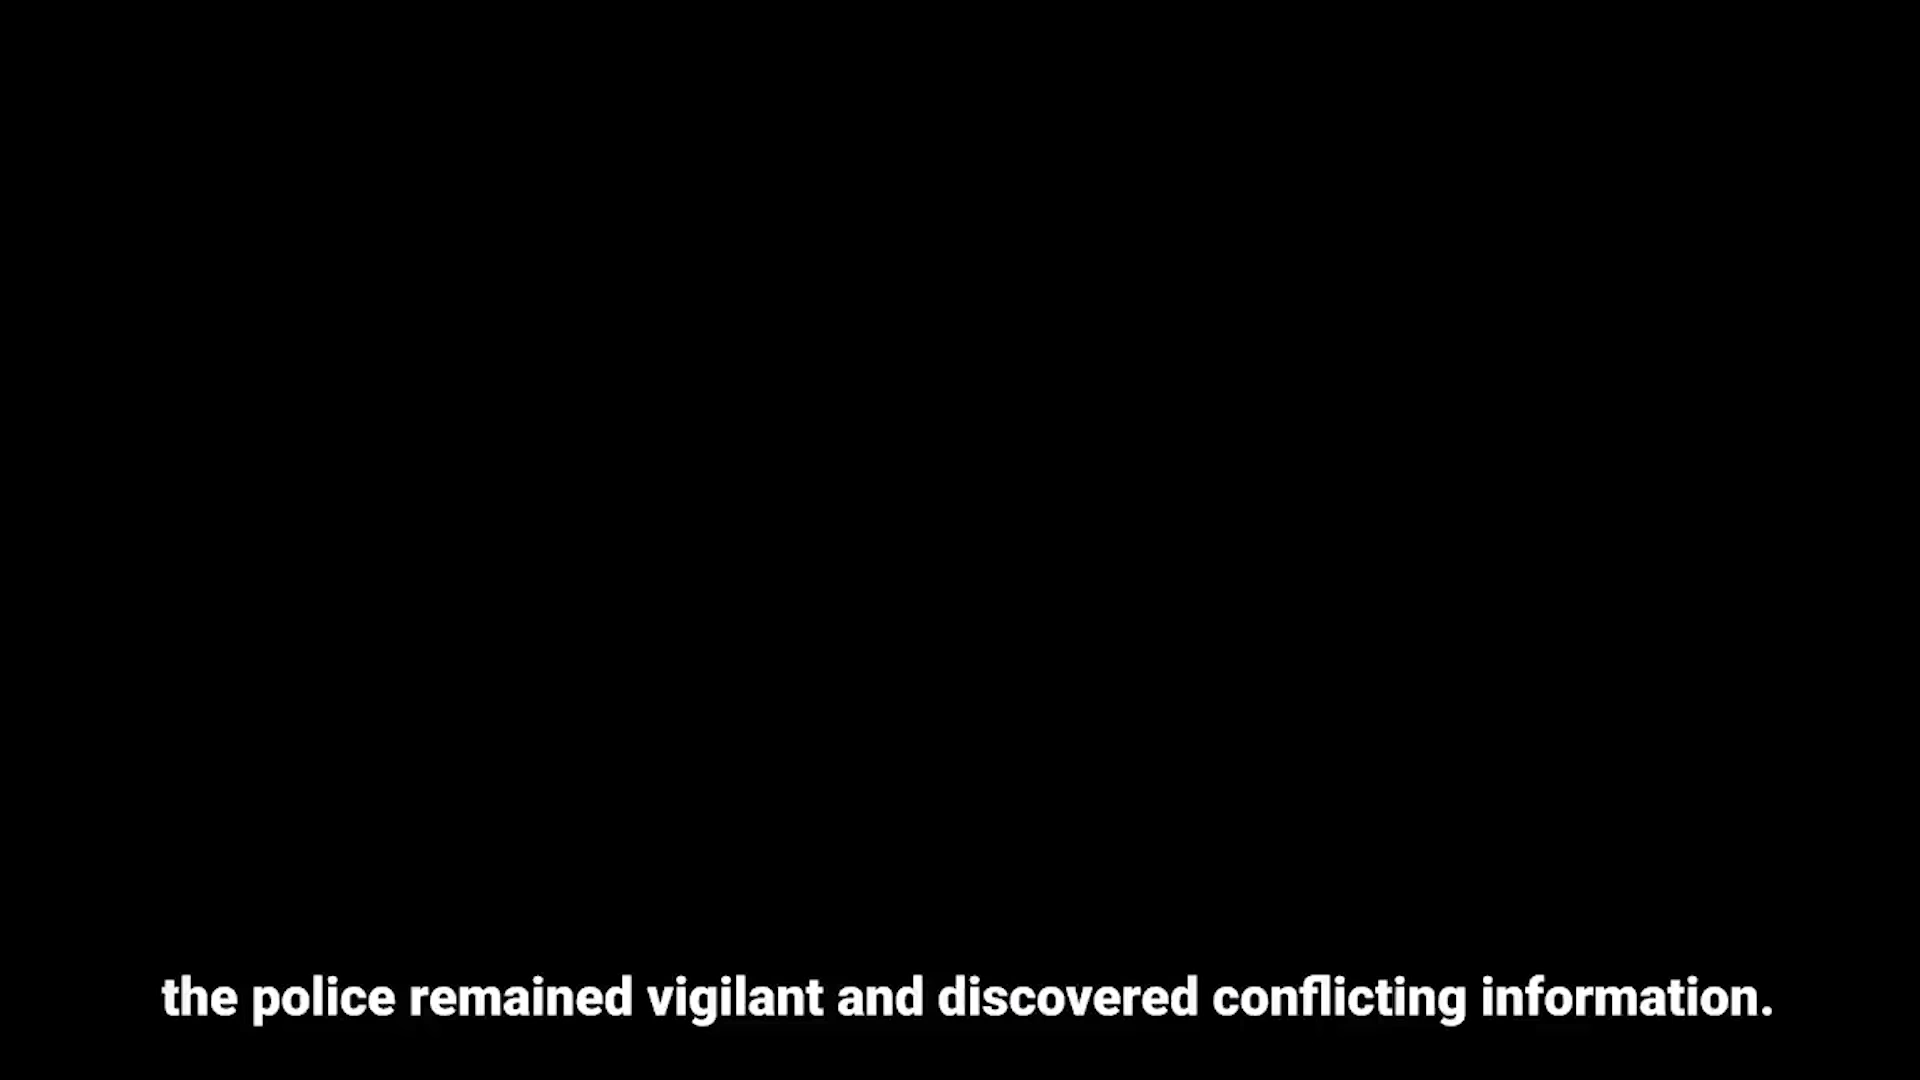 the police remained vigilant and discovered conflicting information.